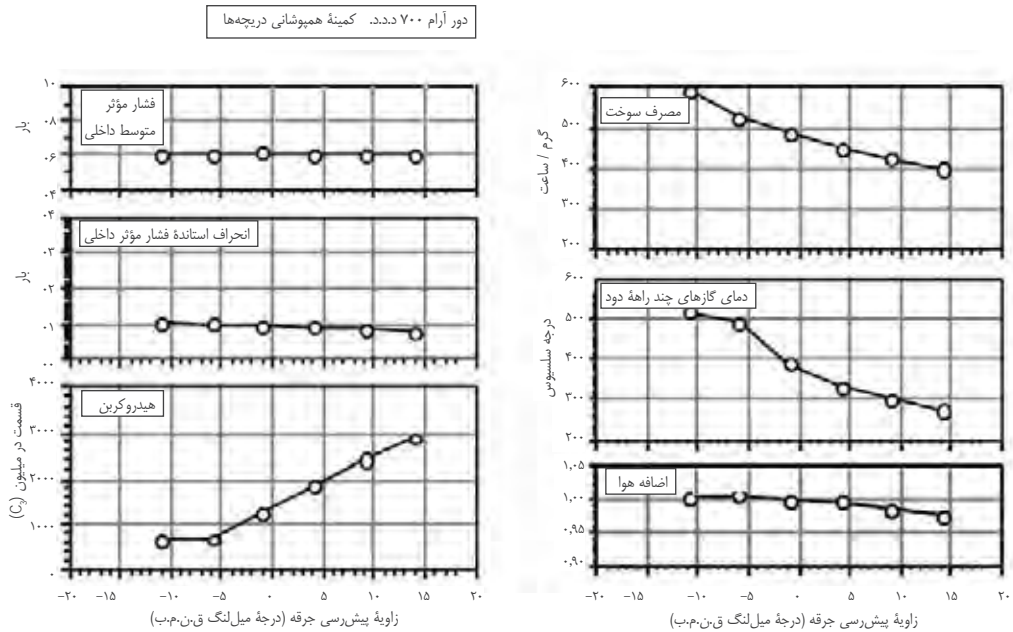 دور آرام ۷۰۰ د.د.د. کمینهٔ همپوشانی دریچه‌ها
مصرف سوخت
گرم / ساعت
۶۰۰
۵۰۰
۴۰۰
۳۰۰
۲۰۰
دمای گازهای چند راههٔ دود
درجه سلسیوس
۶۰۰
۵۰۰
۴۰۰
۳۰۰
۲۰۰
اضافه هوا
۱,۰۵
۱,۰۰
۰,۹۵
۰,۹۰
−۲۰ −۱۵ −۱۰ −۵ ۰ ۵ ۱۰ ۱۵ ۲۰
زاویهٔ پیش‌رسی جرقه (درجهٔ میل‌لنگ ق.ن.م.ب)
فشار مؤثر
متوسط داخلی
بار
۱۰
۰۸
۰۶
۰۴
انحراف استاندهٔ فشار مؤثر داخلی
بار
۰۴
۰۳
۰۲
۰۱
۰۰
هیدروکربن
قسمت در میلیون (C₃)
۴۰۰۰
۳۰۰۰
۲۰۰۰
۱۰۰۰
۰
−۲۰ −۱۵ −۱۰ −۵ ۰ ۵ ۱۰ ۱۵ ۲۰
زاویهٔ پیش‌رسی جرقه (درجهٔ میل‌لنگ ق.ن.م.ب)